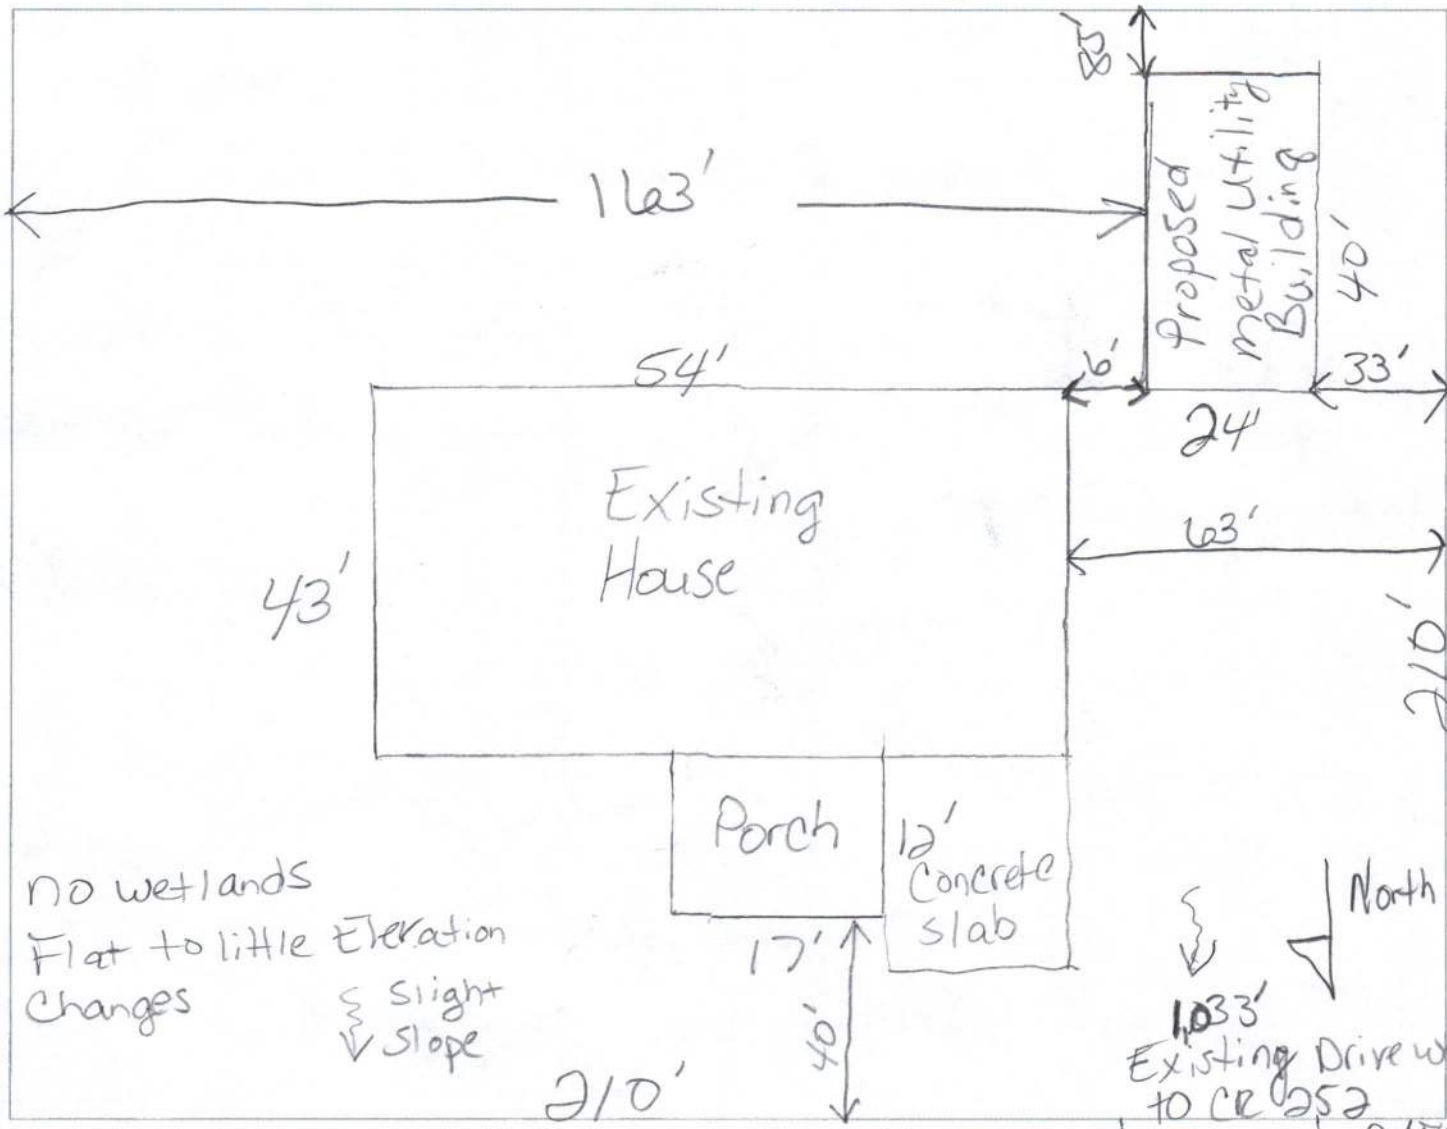 85'
163'
Proposed
metal Utility
Building
40'
54'
6'
33'
24'
Existing
House
63'
43'
210'
Porch
12'
Concrete
slab
North
no wetlands
Flat to little Elevation
Changes
slight
slope
17'
40'
1,033'
Existing Drivew
to CR 252
210'